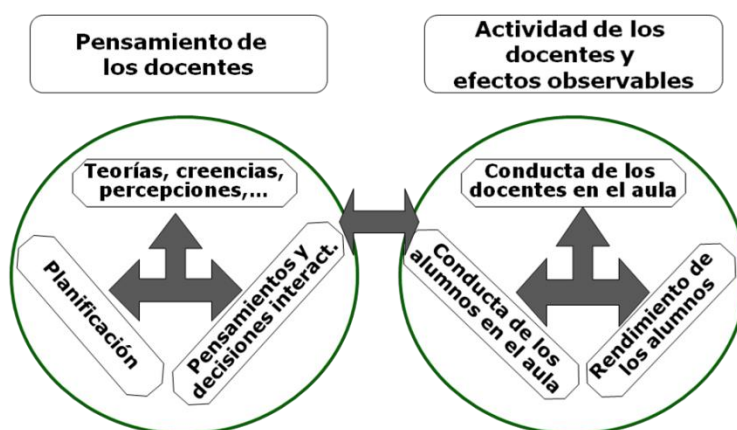 Pensamiento de
los docentes
Actividad de los
docentes y
efectos observables
Teorías, creencias,
percepciones,...
Planificación
Pensamientos y
decisiones interact.
Conducta de los
docentes en el aula
Conducta de los
alumnos en el aula
Rendimiento de
los alumnos